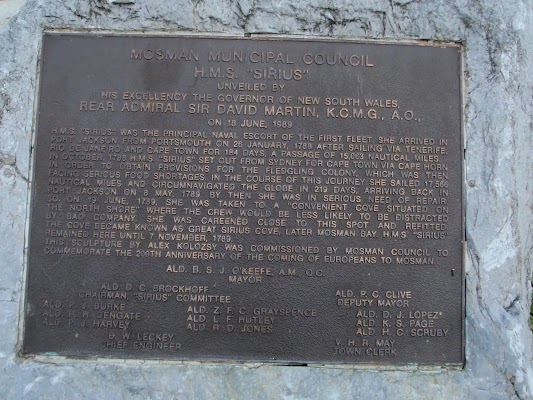 MOSMAN MUNICIPAL COUNCIL
H.M.S. "SIRIUS"
UNVEILED BY
HIS EXCELLENCY THE GOVERNOR OF NEW SOUTH WALES,
REAR ADMIRAL SIR DAVID MARTIN, K.C.M.G., A.O.,
ON 18 JUNE, 1989
H.M.S. "SIRIUS" WAS THE PRINCIPAL NAVAL ESCORT OF THE FIRST FLEET. SHE ARRIVED IN
PORT JACKSON FROM PORTSMOUTH ON 26 JANUARY, 1788 AFTER SAILING VIA TENERIFE,
RIO DE JANEIRO AND CAPE TOWN FOR 184 DAYS, A PASSAGE OF 15,063 NAUTICAL MILES.
IN OCTOBER, 1788 H.M.S. "SIRIUS" SET OUT FROM SYDNEY FOR CAPE TOWN VIA CAPE HORN,
IN ORDER TO OBTAIN PROVISIONS FOR THE FLEDGLING COLONY, WHICH WAS THEN
FACING SERIOUS FOOD SHORTAGES. IN THE COURSE OF THIS JOURNEY SHE SAILED 17,566
NAUTICAL MILES AND CIRCUMNAVIGATED THE GLOBE IN 219 DAYS, ARRIVING BACK IN
PORT JACKSON ON 9 MAY, 1789. BY THEN SHE WAS IN SERIOUS NEED OF REPAIR
SO, ON 19 JUNE, 1789, SHE WAS TAKEN TO A "CONVENIENT COVE SITUATED ON
THE NORTH SHORE" WHERE THE CREW WOULD BE LESS LIKELY TO BE DISTRACTED
BY BAD COMPANY. SHE WAS CAREENED CLOSE TO THIS SPOT AND REFITTED.
THE COVE BECAME KNOWN AS GREAT SIRIUS COVE, LATER MOSMAN BAY. H.M.S. "SIRIUS"
REMAINED HERE UNTIL 7 NOVEMBER, 1789.
THIS SCULPTURE BY ALEX KOLOZSY WAS COMMISSIONED BY MOSMAN COUNCIL TO
COMMEMORATE THE 200TH ANNIVERSARY OF THE COMING OF EUROPEANS TO MOSMAN.
ALD. B. S. J. O'KEEFE, A.M., Q.C.
MAYOR
ALD. D. C. BROCKHOFF ALD. P. C. CLIVE
CHAIRMAN, "SIRIUS" COMMITTEE DEPUTY MAYOR
ALD. P. J. BURKE ALD. Z. F. C. GRAYSPENCE ALD. D. J. LOPEZ
ALD. R. H. DENGATE ALD. L. F. HUTLEY ALD. K. S. PAGE
ALD. P. J. HARVEY ALD. R. D. JONES ALD. H. C. SCRUBY
B. W. LECKEY V. H. R. MAY
CHIEF ENGINEER TOWN CLERK